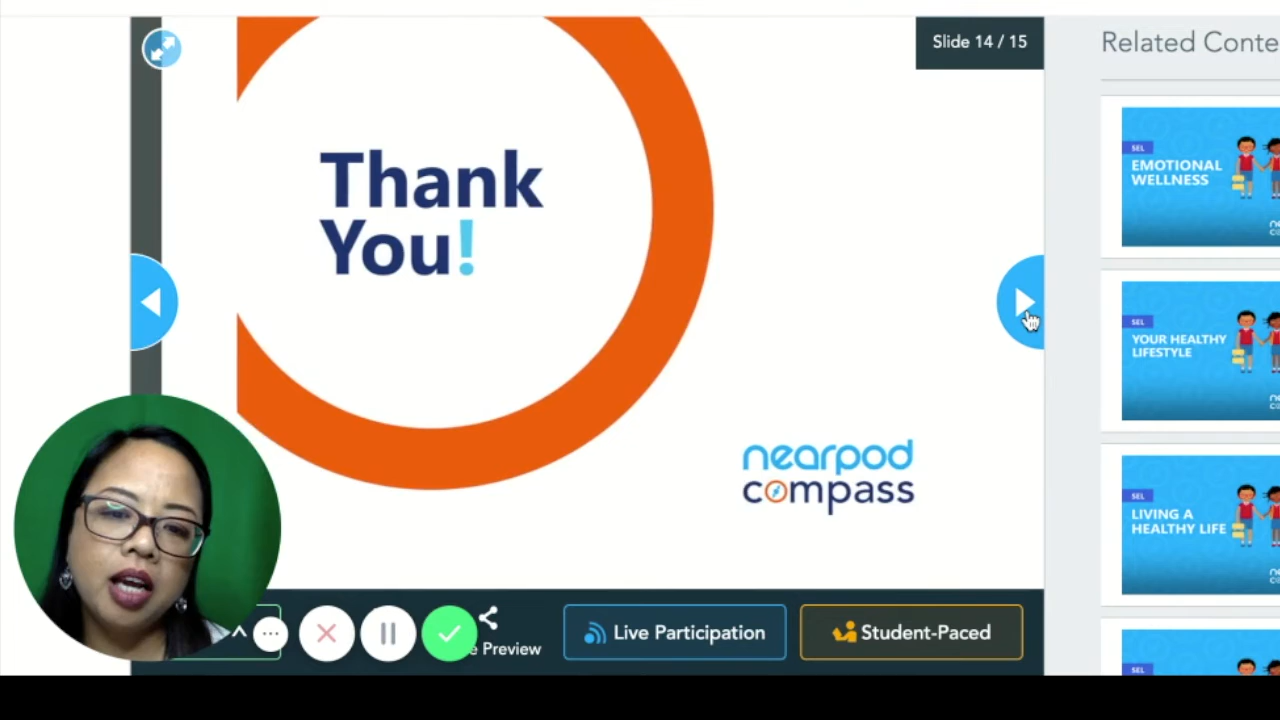 Slide 14 / 15
Related Conte
Thank
You!
nearpod
compass
SEL
EMOTIONAL
WELLNESS
SEL
YOUR HEALTHY
LIFESTYLE
SEL
LIVING A
HEALTHY LIFE
SEL
Preview
Live Participation
Student-Paced